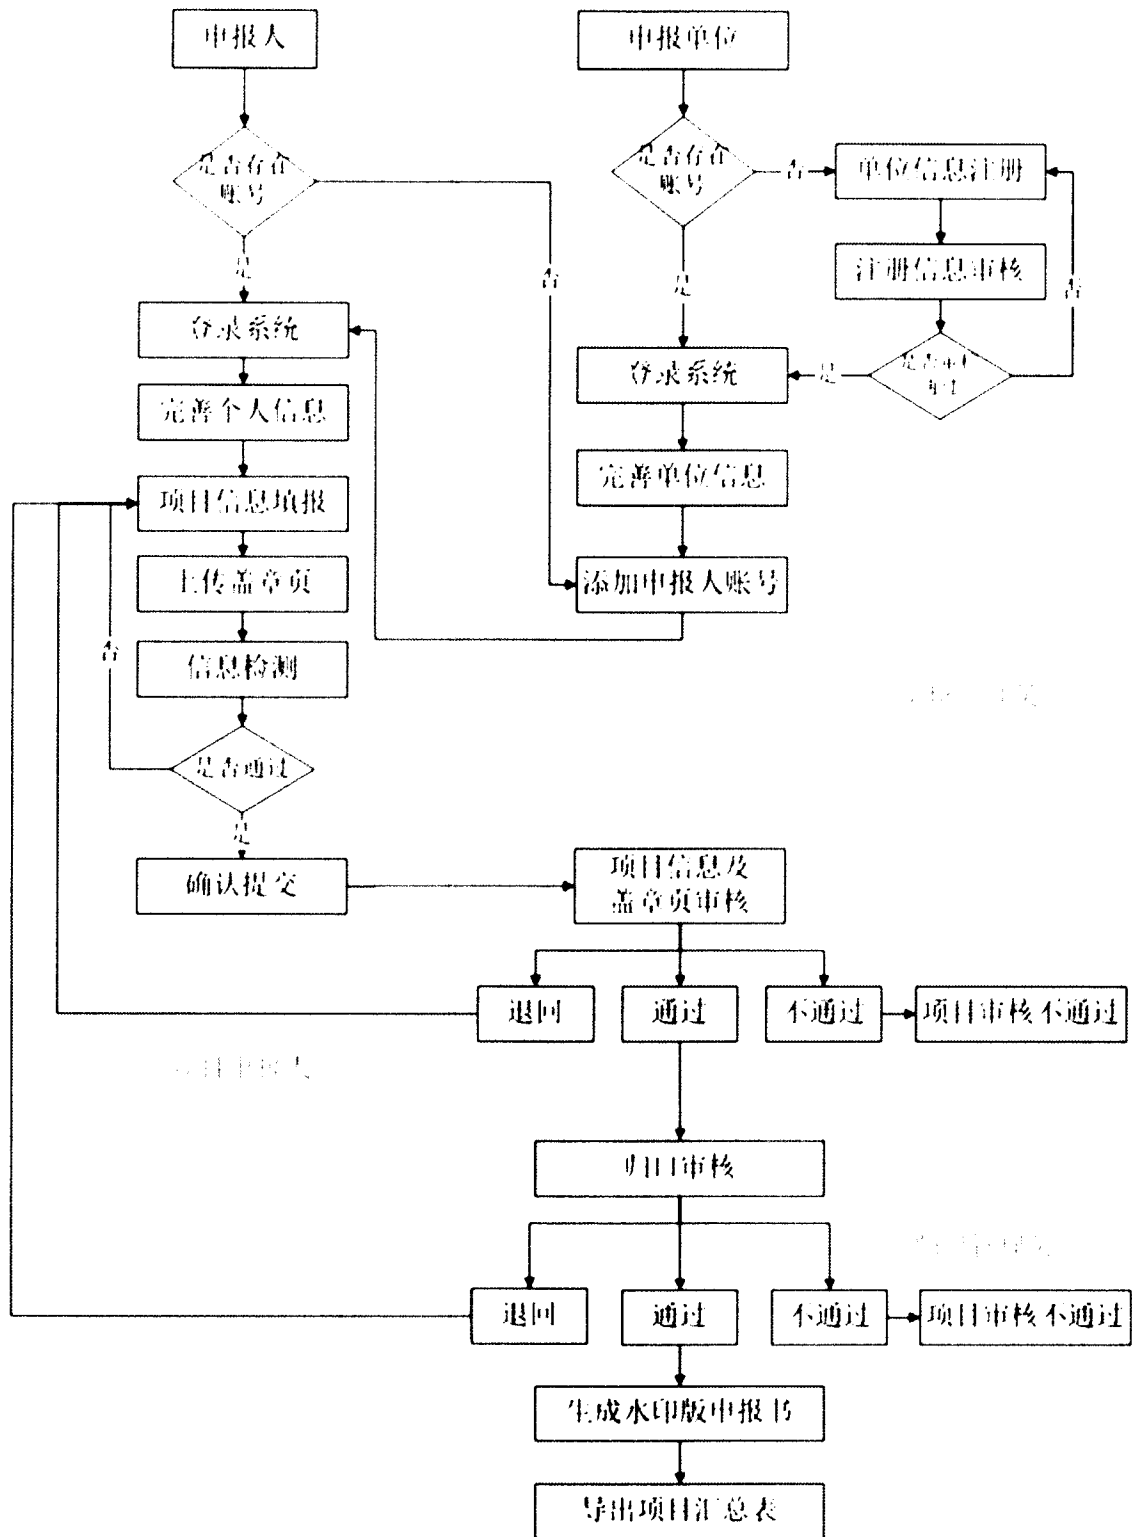 申报人
申报单位
是否存在
账号
是否存在
账号
否
单位信息注册
是
否
是
注册信息审核
否
登录系统
登录系统
是
完善个人信息
完善单位信息
项目信息填报
上传盖章页
添加申报人账号
否
信息检测
是否通过
是
确认提交
项目信息及
盖章页审核
退回
通过
不通过
项目审核不通过
归口审核
退回
通过
不通过
项目审核不通过
生成水印版申报书
导出项目汇总表